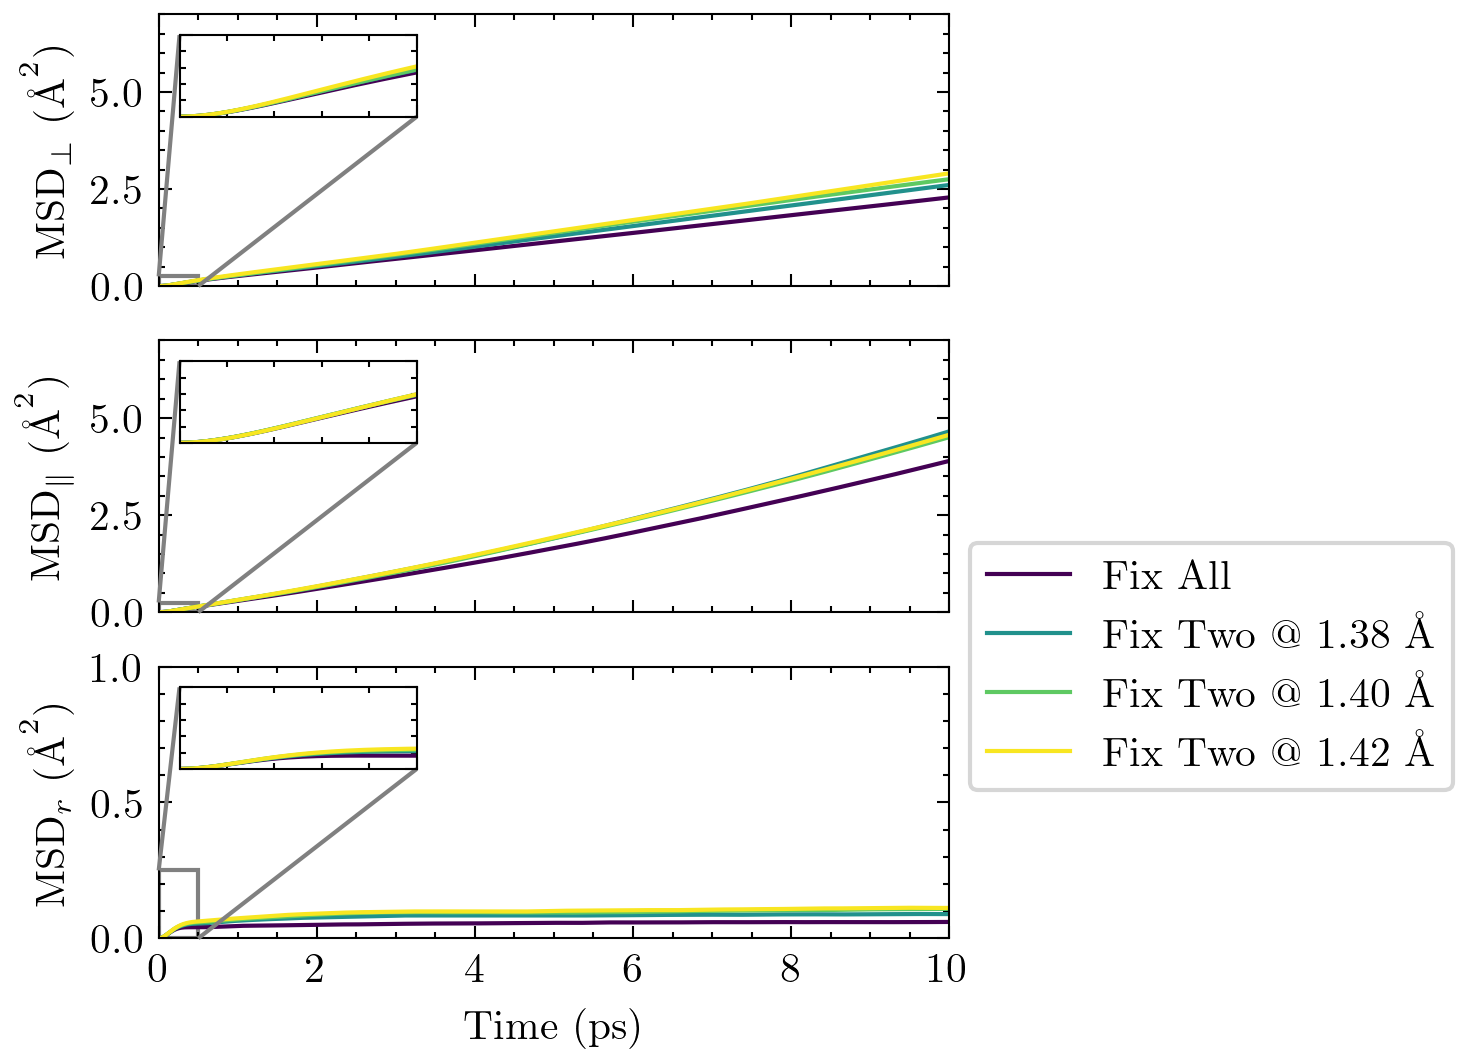 MSD⊥ (Å²)
5.0
2.5
0.0
MSD∥ (Å²)
5.0
2.5
0.0
MSDᵣ (Å²)
1.0
0.5
0.0
0 2 4 6 8 10
Time (ps)
Fix All
Fix Two @ 1.38 Å
Fix Two @ 1.40 Å
Fix Two @ 1.42 Å